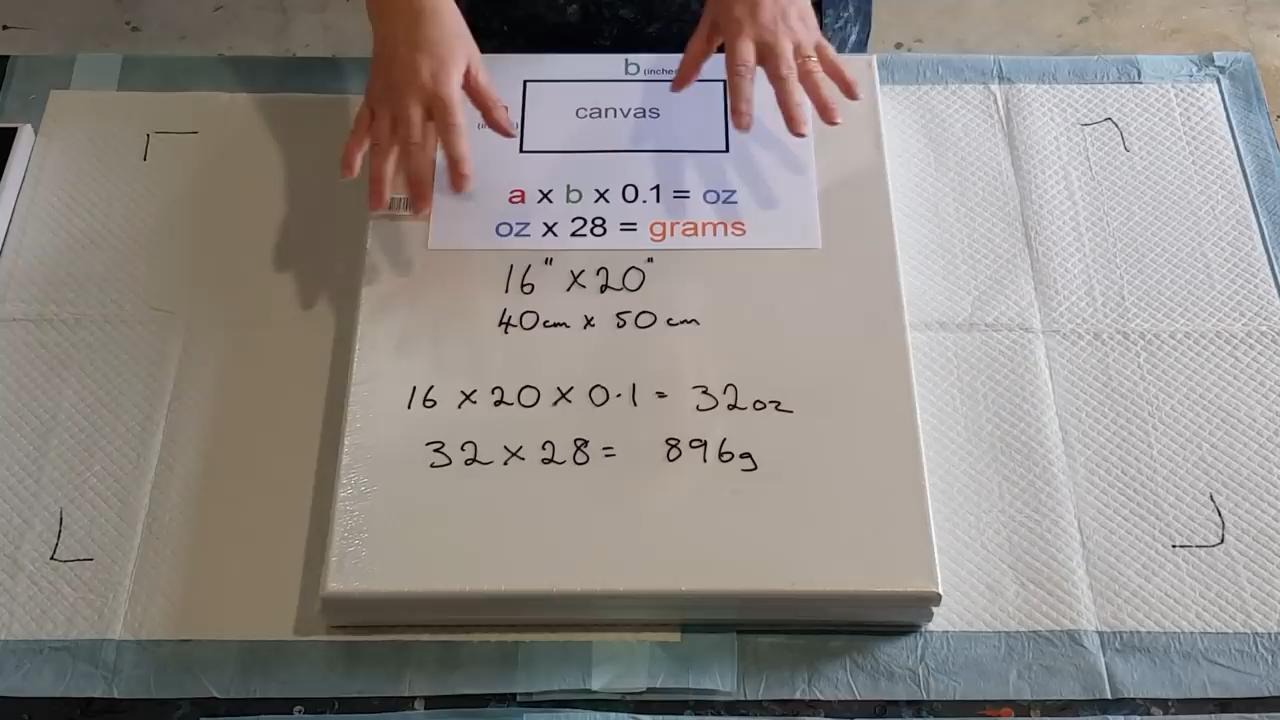 b (inche
canvas
a x b x 0.1 = oz
oz x 28 = grams
16" x 20"
40cm x 50cm
16 x 20 x 0.1 = 32oz
32 x 28 = 896g